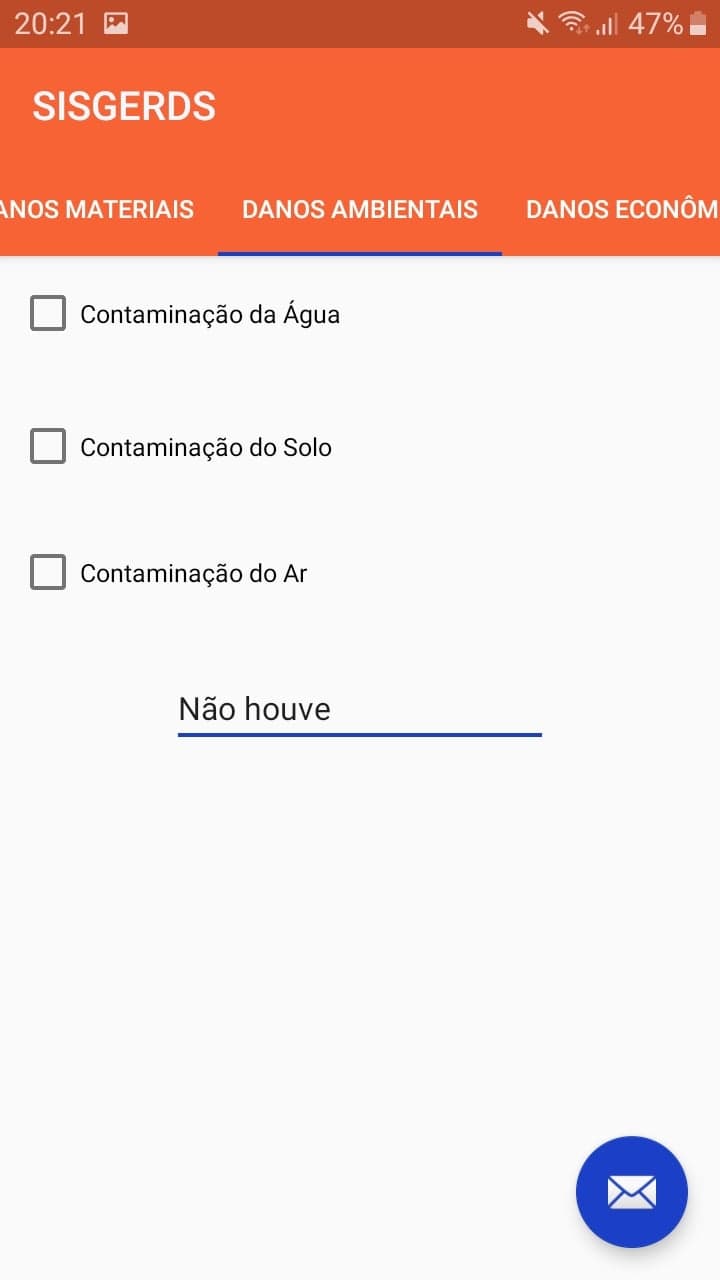 20:21 47%
SISGERDS
ANOS MATERIAIS DANOS AMBIENTAIS DANOS ECONÔM
Contaminação da Água
Contaminação do Solo
Contaminação do Ar
Não houve